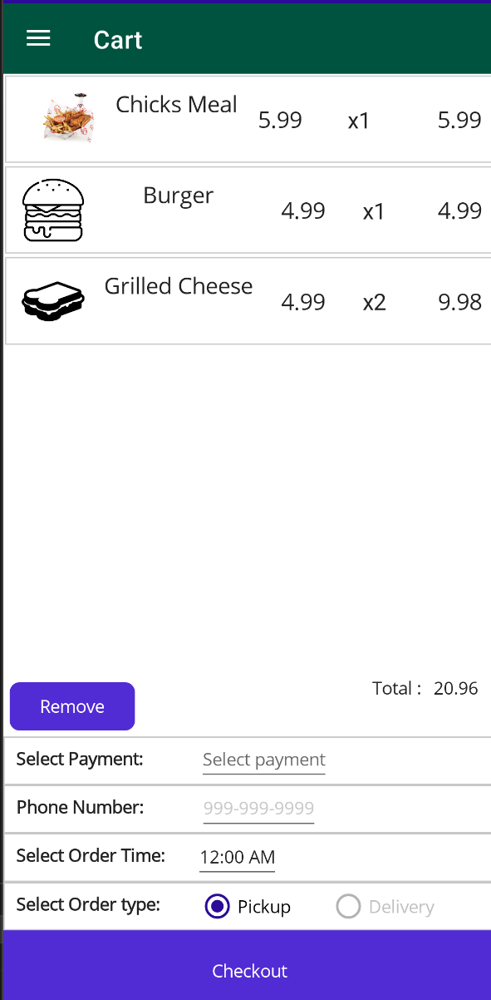 Cart
Chicks Meal 5.99 x1 5.99
Burger 4.99 x1 4.99
Grilled Cheese 4.99 x2 9.98
Total : 20.96
Remove
Select Payment: Select payment
Phone Number: 999-999-9999
Select Order Time: 12:00 AM
Select Order type: Pickup Delivery
Checkout